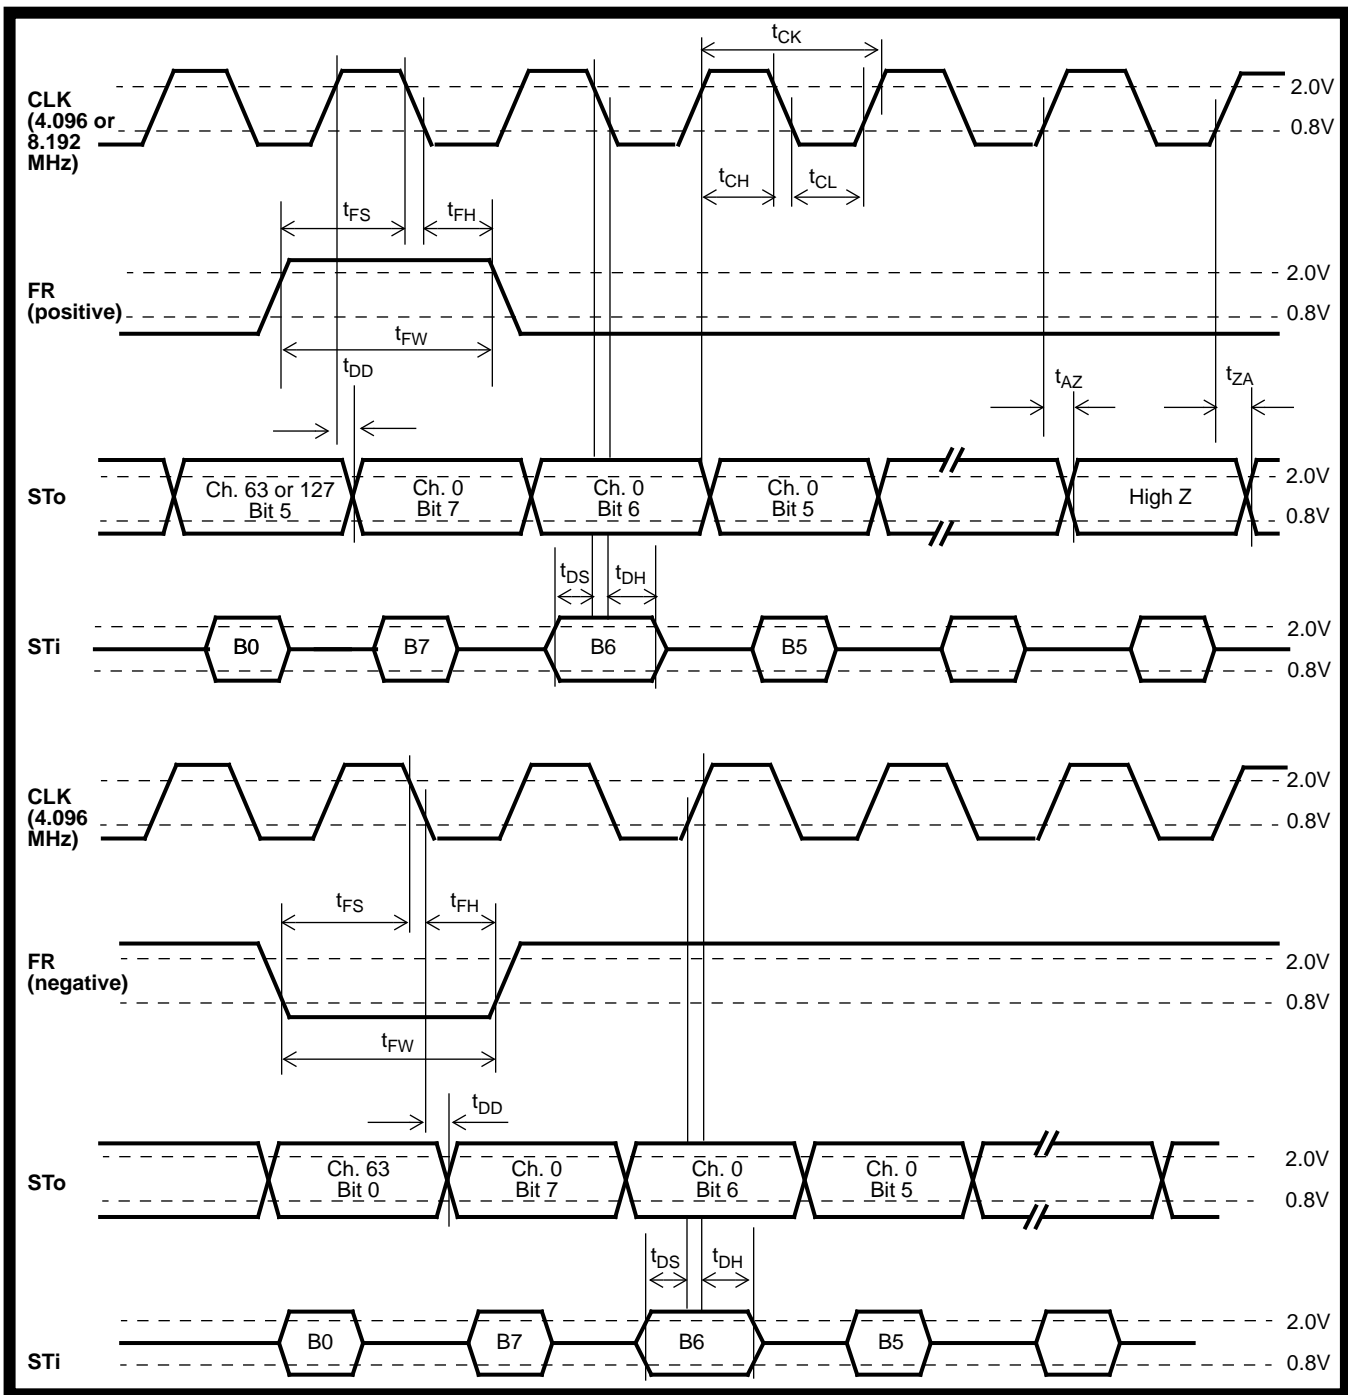 tCK
CLK
(4.096 or
8.192
MHz)
2.0V
0.8V
tCH
tCL
tFS
tFH
FR
(positive)
2.0V
0.8V
tFW
tDD
tAZ
tZA
STo
Ch. 63 or 127
Bit 5
Ch. 0
Bit 7
Ch. 0
Bit 6
Ch. 0
Bit 5
High Z
2.0V
0.8V
tDS
tDH
STi
B0
B7
B6
B5
2.0V
0.8V
CLK
(4.096
MHz)
2.0V
0.8V
tFS
tFH
FR
(negative)
2.0V
0.8V
tFW
tDD
STo
Ch. 63
Bit 0
Ch. 0
Bit 7
Ch. 0
Bit 6
Ch. 0
Bit 5
2.0V
0.8V
tDS
tDH
STi
B0
B7
B6
B5
2.0V
0.8V